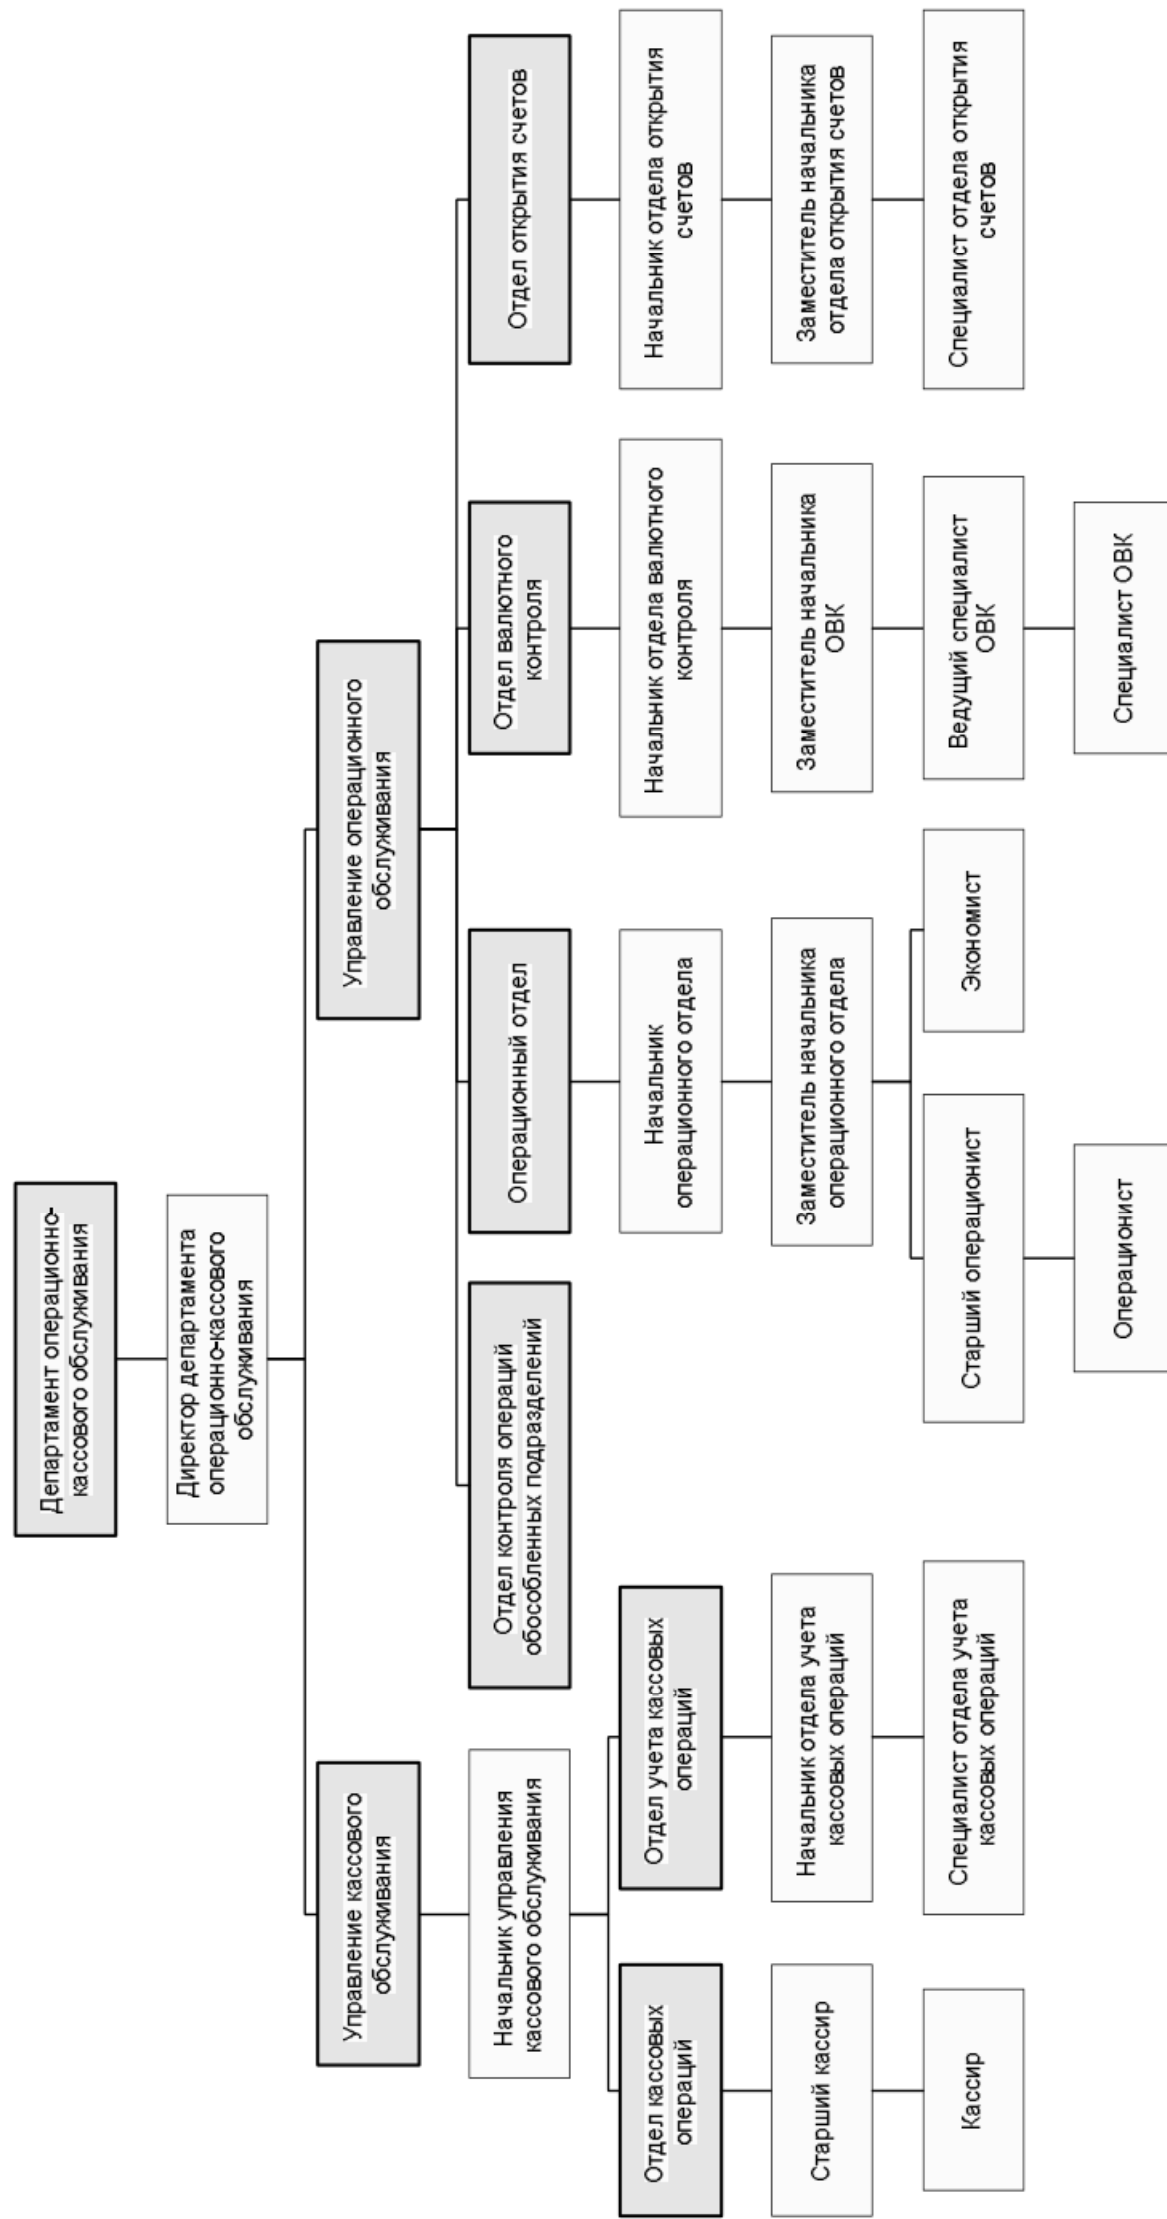 Департамент операционно-
кассового обслуживания
Директор департамента
операционно-кассового
обслуживания
Управление кассового
обслуживания
Управление операционного
обслуживания
Начальник управления
кассового обслуживания
Отдел контроля операций
обособленных подразделений
Операционный отдел
Отдел валютного
контроля
Отдел открытия счетов
Отдел кассовых
операций
Отдел учета кассовых
операций
Начальник
операционного отдела
Начальник отдела валютного
контроля
Начальник отдела открытия
счетов
Старший кассир
Начальник отдела учета
кассовых операций
Заместитель начальника
операционного отдела
Заместитель начальника
ОВК
Заместитель начальника
отдела открытия счетов
Кассир
Специалист отдела учета
кассовых операций
Старший операционист
Экономист
Ведущий специалист
ОВК
Специалист отдела открытия
счетов
Операционист
Специалист ОВК